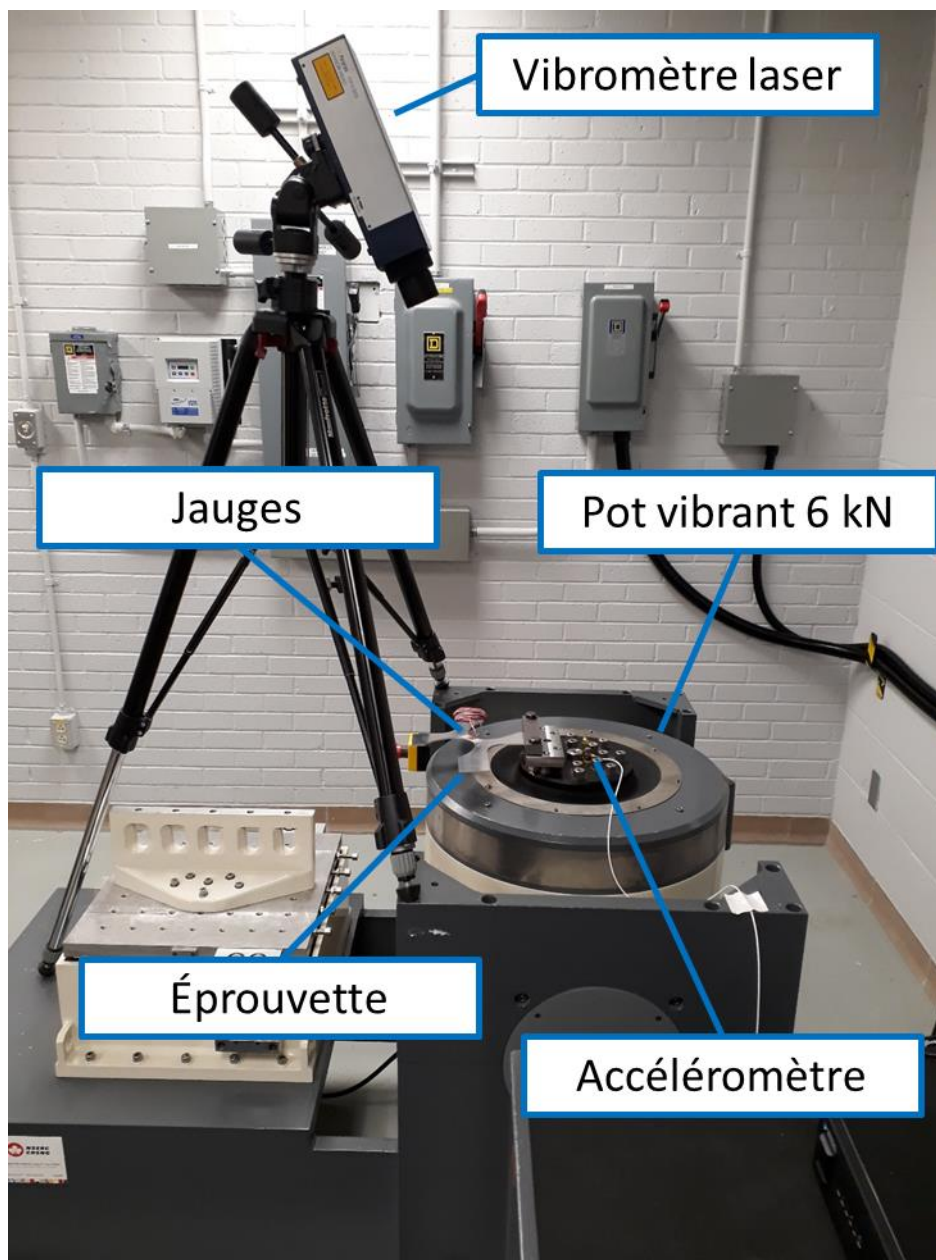 Vibromètre laser
Jauges
Pot vibrant 6 kN
Éprouvette
Accéléromètre